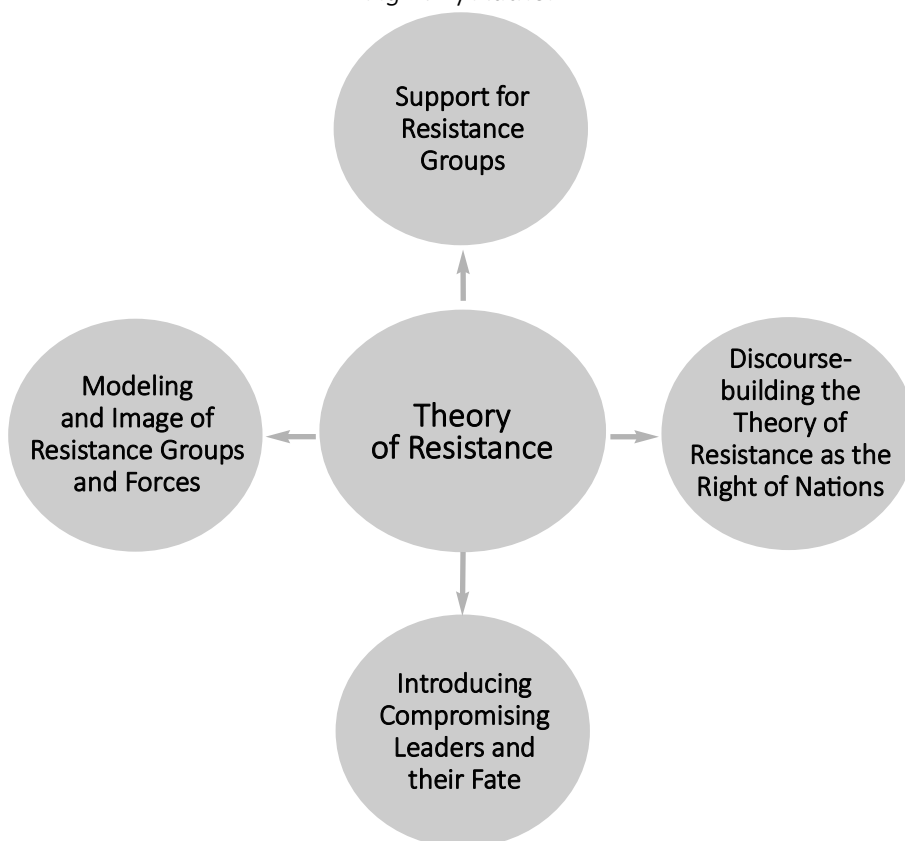 Support for
Resistance
Groups
Modeling
and Image of
Resistance Groups
and Forces
Theory
of Resistance
Discourse-
building the
Theory of
Resistance as the
Right of Nations
Introducing
Compromising
Leaders and
their Fate